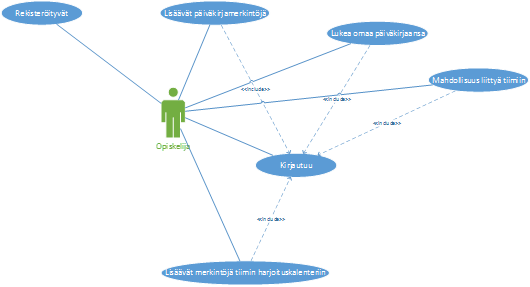 Rekisteröityvät
Lisäävät päiväkirjamerkintöjä
Lukea omaa päiväkirjaansa
Mahdollisuus liittyä tiimiin
<<Include>>
<<Include>>
<<Include>>
Opiskelija
Kirjautuu
<<Include>>
Lisäävät merkintöjä tiimin harjoituskalenteriin